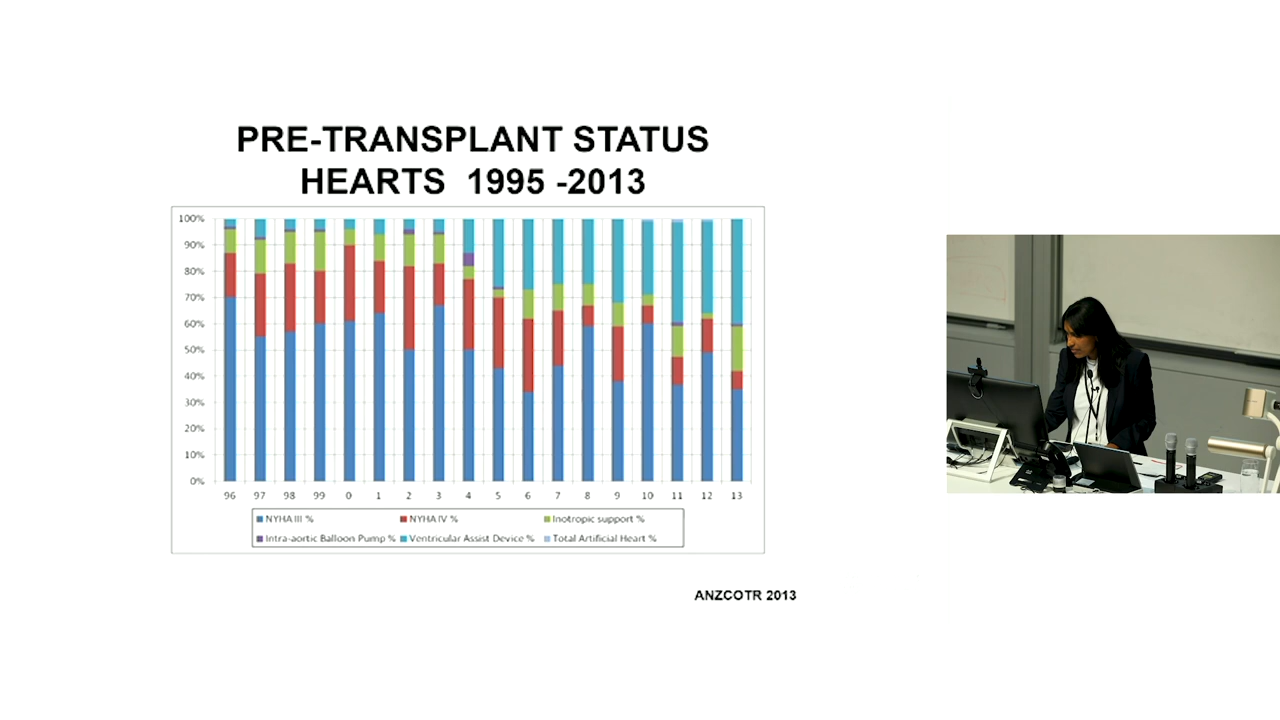 PRE-TRANSPLANT STATUS
HEARTS 1995 -2013
100%
90%
80%
70%
60%
50%
40%
30%
20%
10%
0%
96 97 98 99 0 1 2 3 4 5 6 7 8 9 10 11 12 13
NYHA III % NYHA IV % Inotropic support %
Intra-aortic Balloon Pump % Ventricular Assist Device % Total Artificial Heart %
ANZCOTR 2013